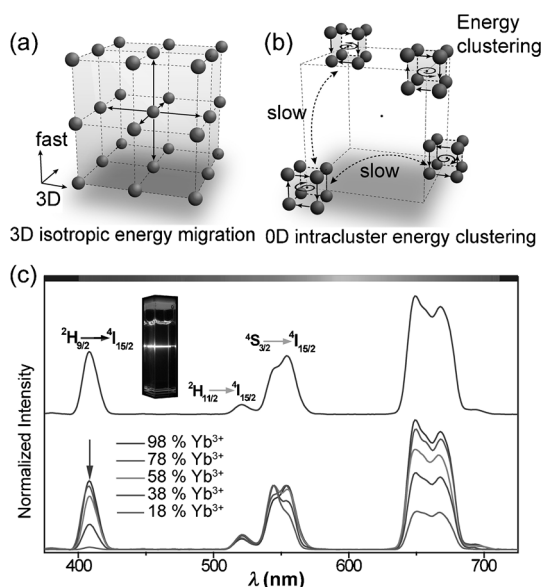 (a)
fast
3D
3D isotropic energy migration
(b)
Energy
clustering
slow
slow
0D intracluster energy clustering
(c)
²H₉/₂ → ⁴I₁₅/₂
²H₁₁/₂ → ⁴I₁₅/₂
⁴S₃/₂ → ⁴I₁₅/₂
98 % Yb³⁺
78 % Yb³⁺
58 % Yb³⁺
38 % Yb³⁺
18 % Yb³⁺
Normalized Intensity
400 500 600 700
λ (nm)